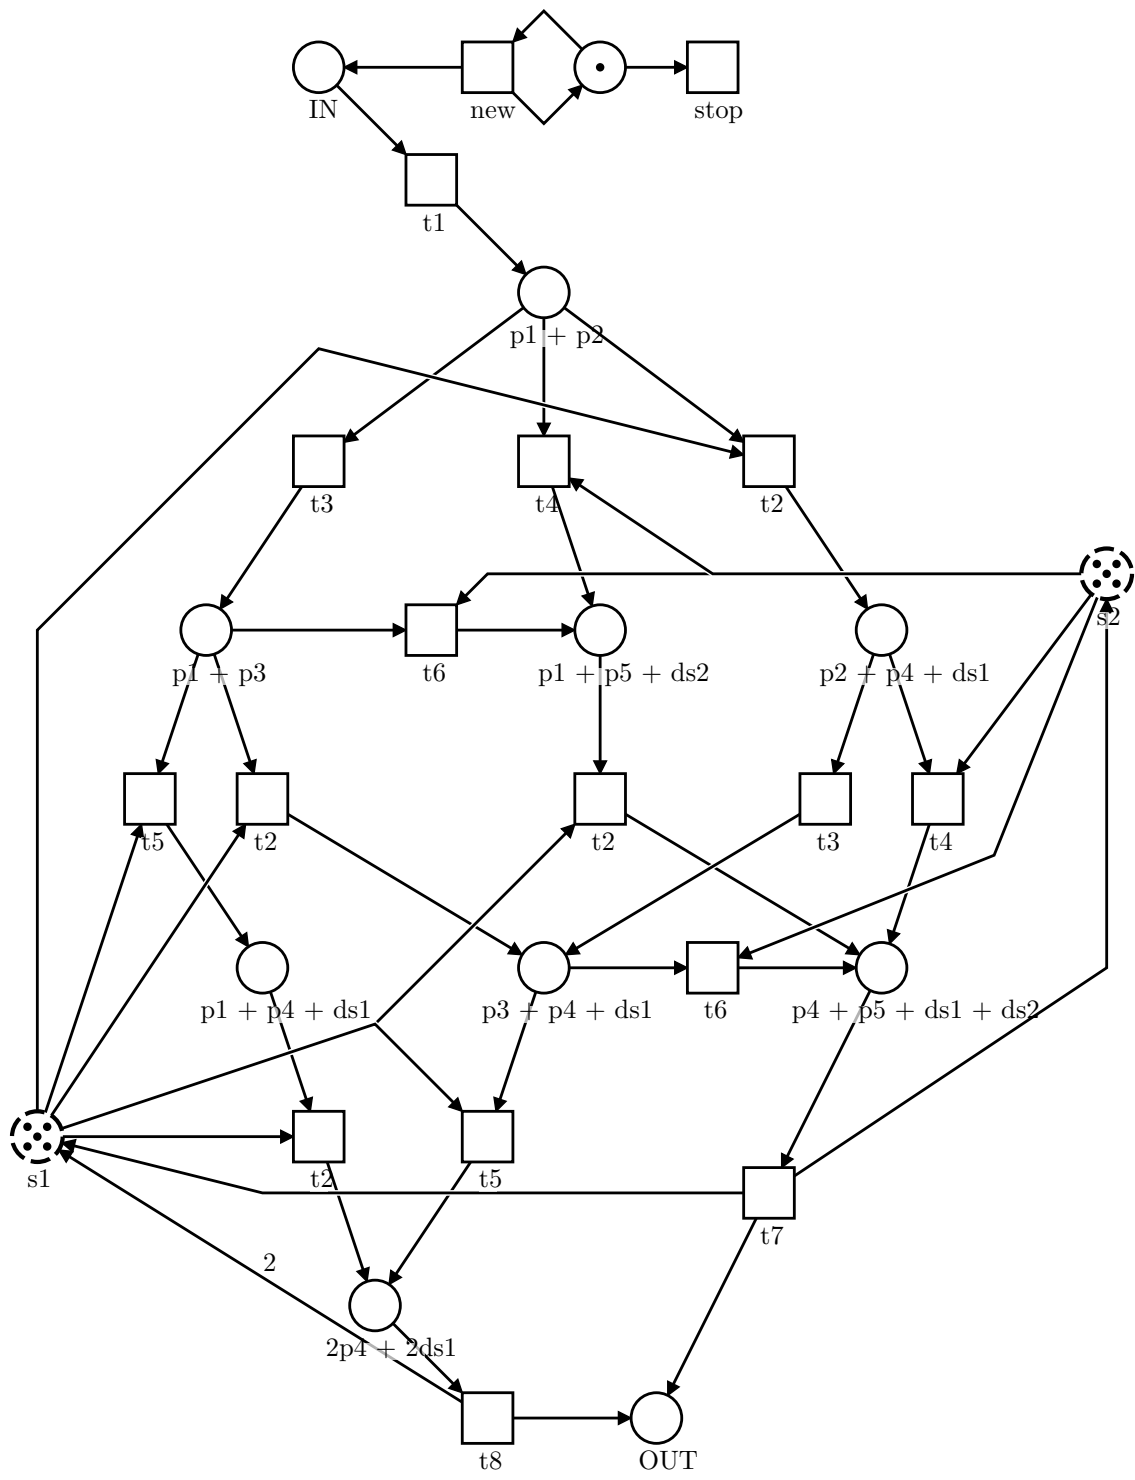 IN
new
stop
t1
p1 + p2
t3
t4
t2
s2
p1 + p3
t6
p1 + p5 + ds2
p2 + p4 + ds1
t5
t2
t2
t3
t4
p1 + p4 + ds1
p3 + p4 + ds1
t6
p4 + p5 + ds1 + ds2
s1
t2
t5
t7
2
2p4 + 2ds1
t8
OUT